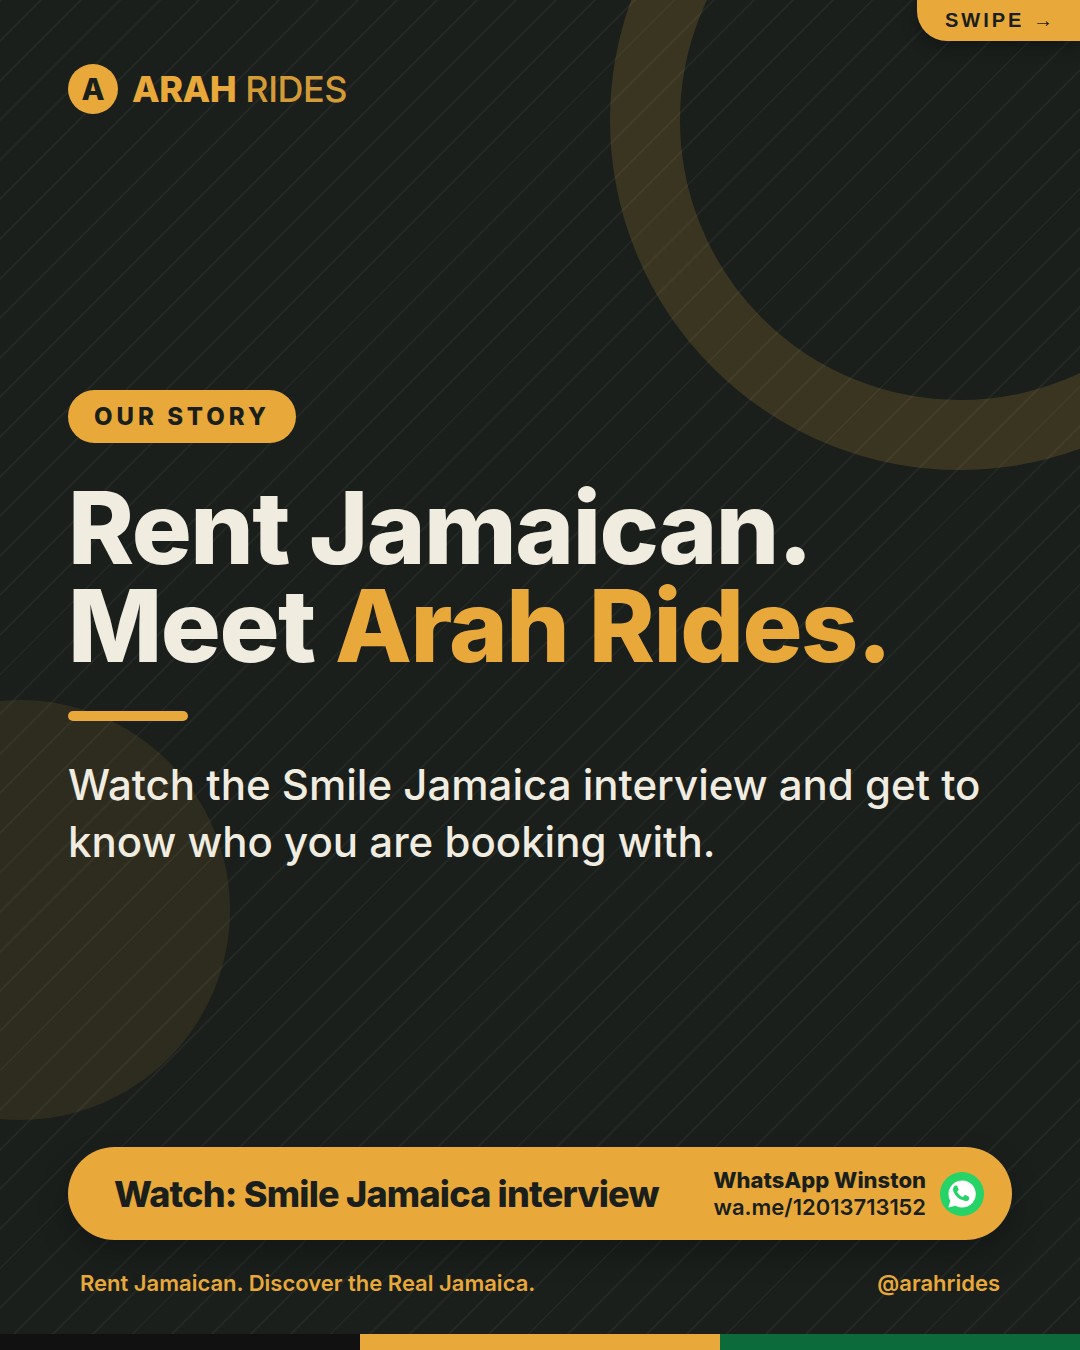 SWIPE →
A ARAH RIDES
OUR STORY
Rent Jamaican.
Meet Arah Rides.
Watch the Smile Jamaica interview and get to
know who you are booking with.
Watch: Smile Jamaica interview
WhatsApp Winston
wa.me/12013713152
Rent Jamaican. Discover the Real Jamaica.
@arahrides